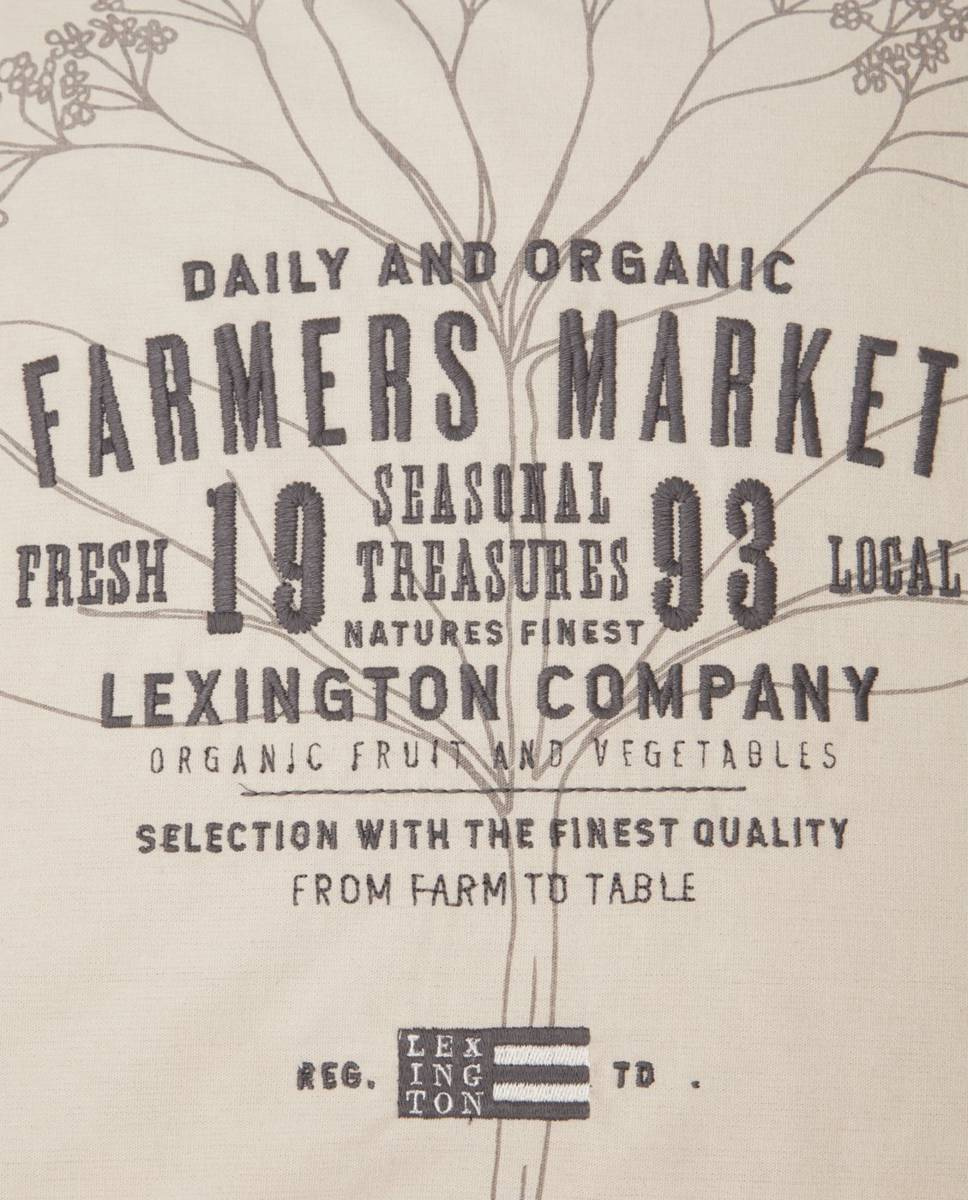 DAILY AND ORGANIC
FARMERS MARKET
SEASONAL
FRESH 19 TREASURES 93 LOCAL
NATURES FINEST
LEXINGTON COMPANY
ORGANIC FRUIT AND VEGETABLES
SELECTION WITH THE FINEST QUALITY
FROM FARM TO TABLE
LEX
REG. ING TD .
TON